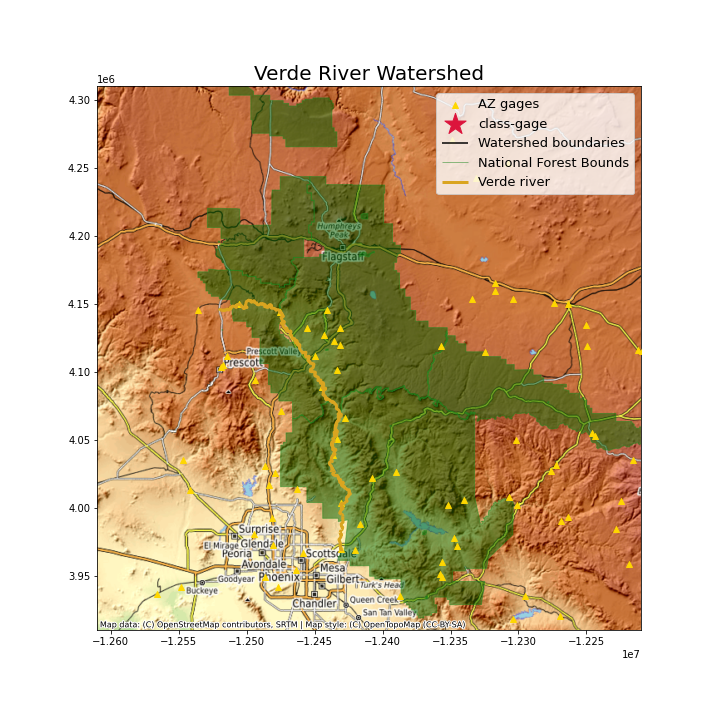 Verde River Watershed
1e6
4.30
4.25
4.20
4.15
4.10
4.05
4.00
3.95
AZ gages
class-gage
Watershed boundaries
National Forest Bounds
Verde river
Humphreys
Peak
Flagstaff
Prescott Valley
Prescott
Surprise
El Mirage
Glendale
Peoria
Scottsdale
Avondale
Mesa
Goodyear
Phoenix
Gilbert
Turk's Head
Buckeye
Chandler
Queen Creek
San Tan Valley
Map data: (C) OpenStreetMap contributors, SRTM | Map style: (C) OpenTopoMap (CC-BY-SA)
−1.260
−1.255
−1.250
−1.245
−1.240
−1.235
−1.230
−1.225
1e7